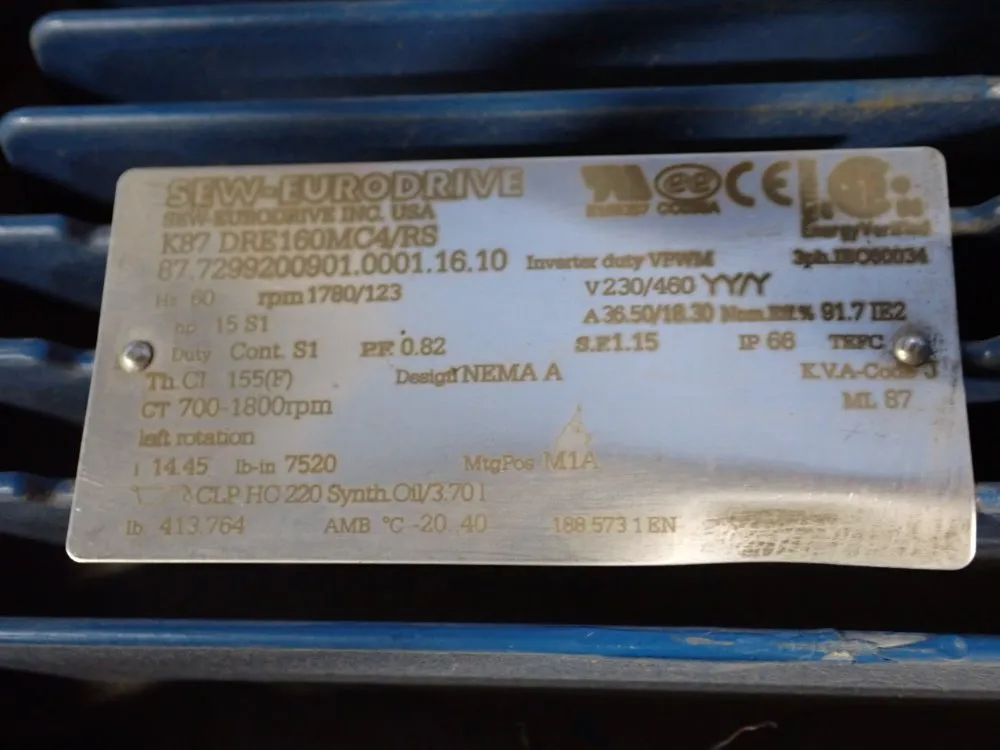 SEW-EURODRIVE
SEW-EURODRIVE INC. USA
K87 DRE160MC4/RS
87.7299200901.0001.16.10 Inverter duty VPWM 3ph.IEC60034
Energy Verified
Hz 60 rpm 1780/123 V 230/460 YY/Y
hp 15 S1 A 36.50/18.30 Nom.Eff.% 91.7 IE2
Duty Cont. S1 P.F. 0.82 S.F.1.15 IP 66 TEFC
Th.Cl 155(F) Design NEMA A K.V.A-Code J
CT 700-1800rpm ML 87
left rotation
i 14.45 lb-in 7520 MtgPos M1A
CLP HC 220 Synth.Oil/3.70 l
lb 413.764 AMB °C -20..40 188 573 1 EN